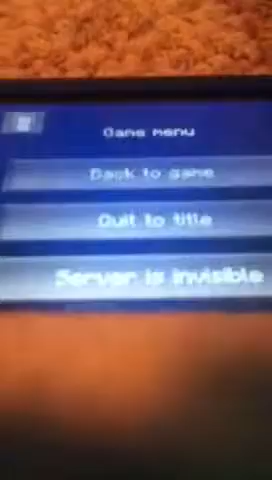 Game menu
Back to game
Quit to title
Server is invisible